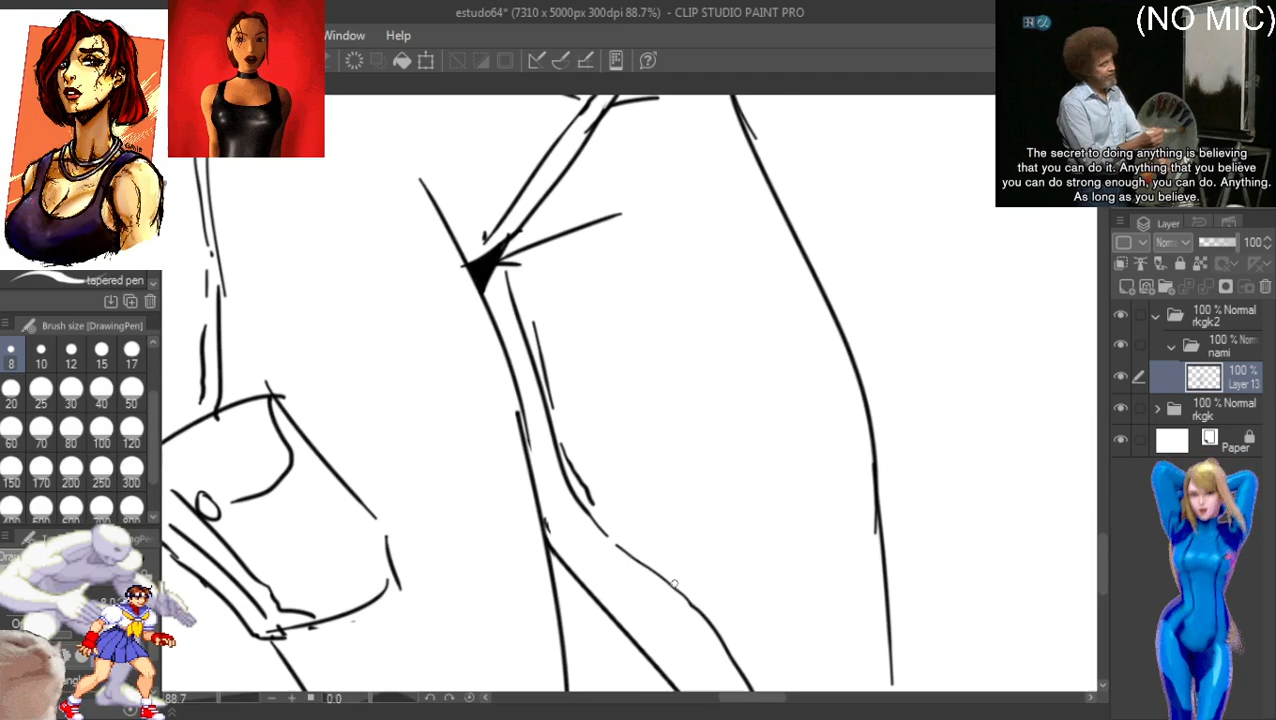 estudo64* (7310 x 5000px 300dpi 88.7%) - CLIP STUDIO PAINT PRO
(NO MIC)
Window Help
The secret to doing anything is believing
that you can do it. Anything that you believe
you can do strong enough, you can do. Anything.
As long as you believe.
Layer
100
100 % Normal
rkgk2
100 %
nami
100 %
Layer 13
100 % Normal
rkgk
Paper
tapered pen
Brush size [DrawingPen]
8 10 12 15 17
20 25 30 40 50
60 70 80 100 120
150 170 200 250 300
88.7
0.0